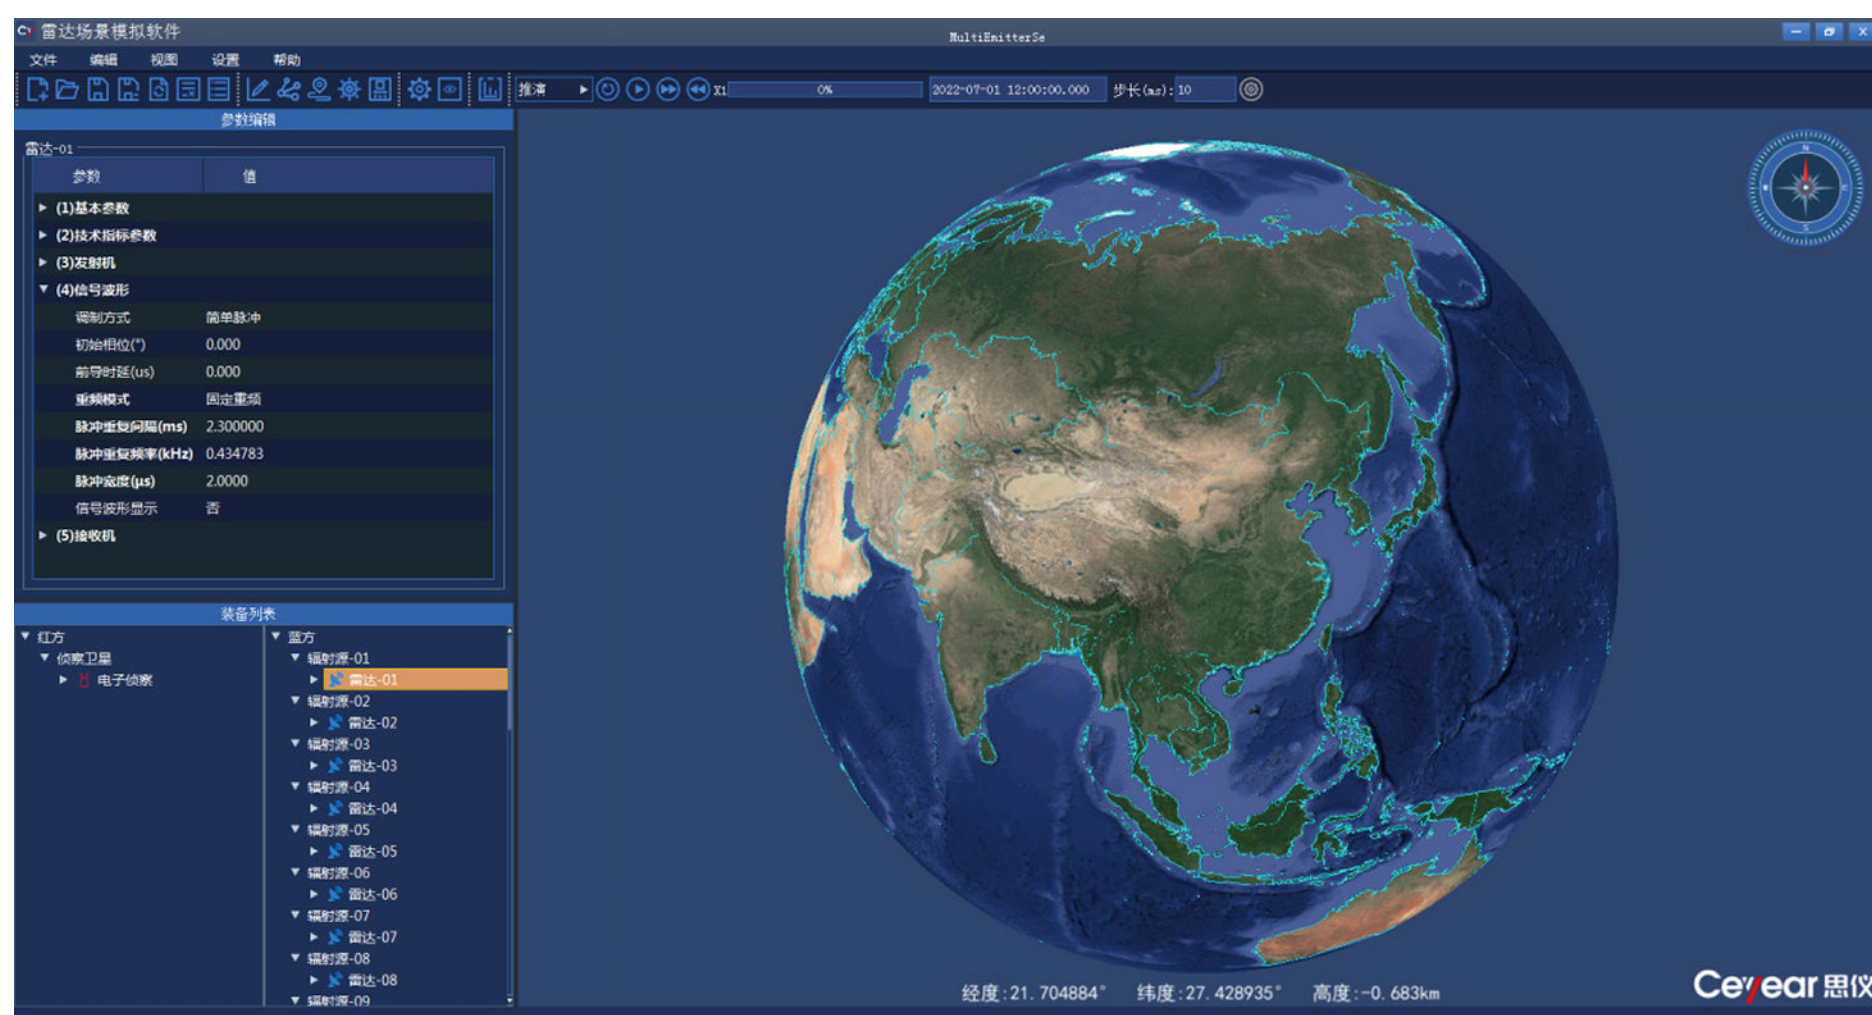 雷达场景模拟软件
MultiEmitterSe
文件 编辑 视图 设置 帮助
推演 X1 0% 2022-07-01 12:00:00.000 步长(ms): 10
参数编辑
雷达-01
参数 值
(1)基本参数
(2)技术指标参数
(3)发射机
(4)信号波形
调制方式 简单脉冲
初始相位(°) 0.000
前导时延(us) 0.000
重频模式 固定重频
脉冲重复间隔(ms) 2.300000
脉冲重复频率(kHz) 0.434783
脉冲宽度(μs) 2.0000
信号波形显示 否
(5)接收机
装备列表
红方
侦察卫星
电子侦察
蓝方
辐射源-01
雷达-01
辐射源-02
雷达-02
辐射源-03
雷达-03
辐射源-04
雷达-04
辐射源-05
雷达-05
辐射源-06
雷达-06
辐射源-07
雷达-07
辐射源-08
雷达-08
辐射源-09
N
S
经度:21.704884° 纬度:27.428935° 高度:-0.683km
Ceyear 思仪